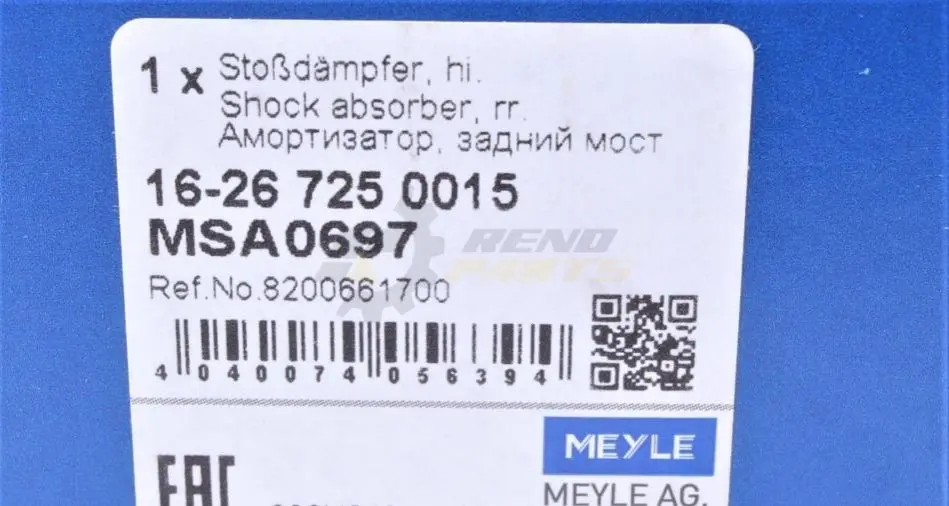 1 x Stoßdämpfer, hi.
Shock absorber, rr.
Амортизатор, задний мост
16-26 725 0015
MSA0697
RENO
PARTS
Ref.No.8200661700
4 040074 056394
MEYLE
EAC
MEYLE AG.